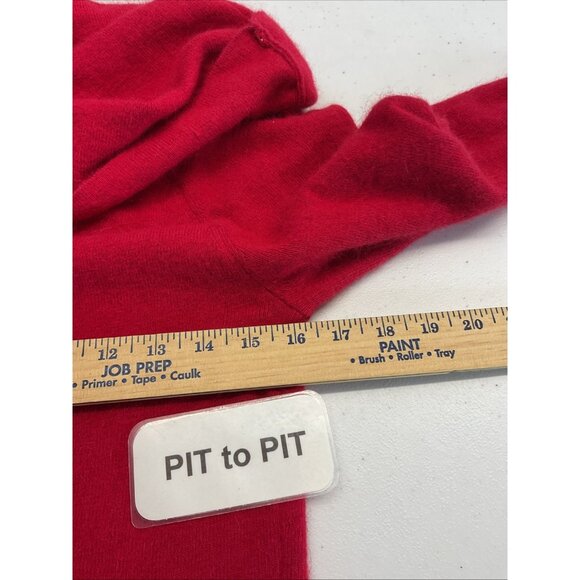 12 13 14 15 16 17 18 19 20
JOB PREP
• Primer • Tape • Caulk
PAINT
• Brush • Roller • Tray
PIT to PIT